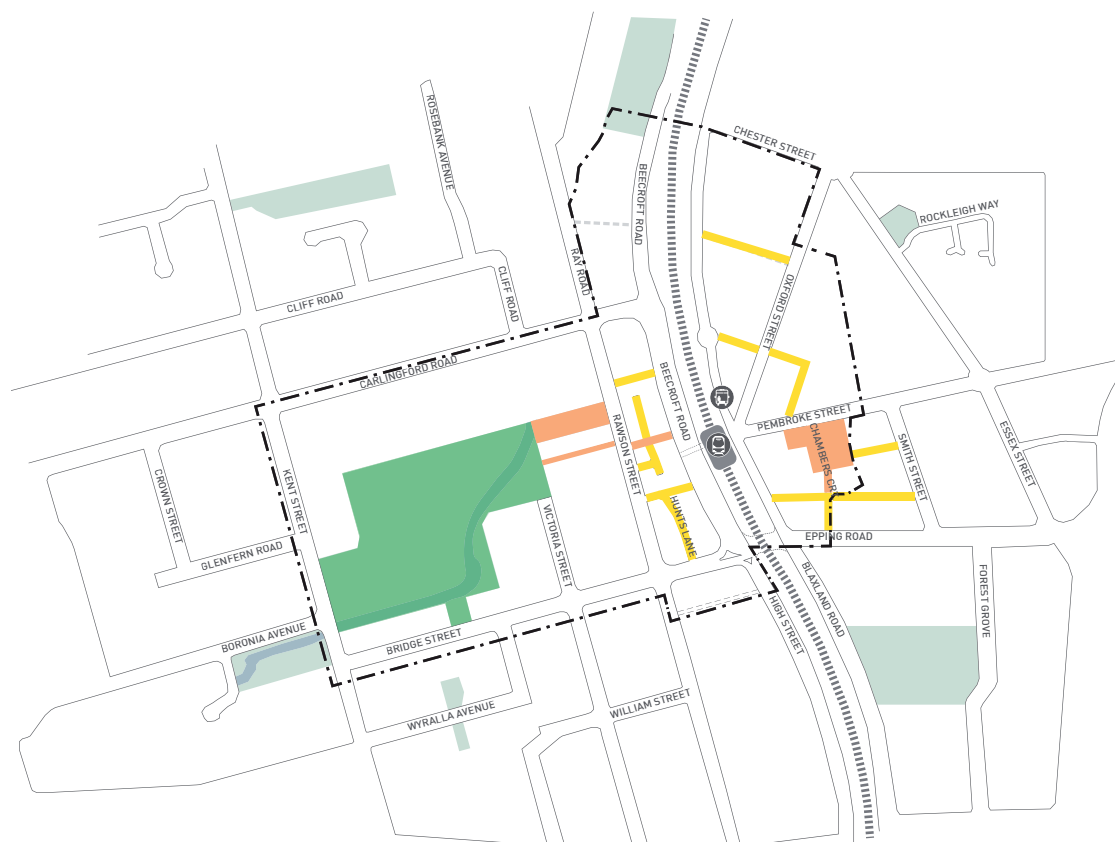 CHESTER STREET
ROSEBANK AVENUE
BEECROFT ROAD
ROCKLEIGH WAY
RAY ROAD
CLIFF ROAD
CLIFF ROAD
OXFORD STREET
CARLINGFORD ROAD
BEECROFT ROAD
PEMBROKE STREET
RAWSON STREET
CHAMBERS CRT
SMITH STREET
ESSEX STREET
CROWN STREET
KENT STREET
HUNTS LANE
VICTORIA STREET
GLENFERN ROAD
EPPING ROAD
BLAXLAND ROAD
FOREST GROVE
HIGH STREET
BORONIA AVENUE
BRIDGE STREET
WILLIAM STREET
WYRALLA AVENUE